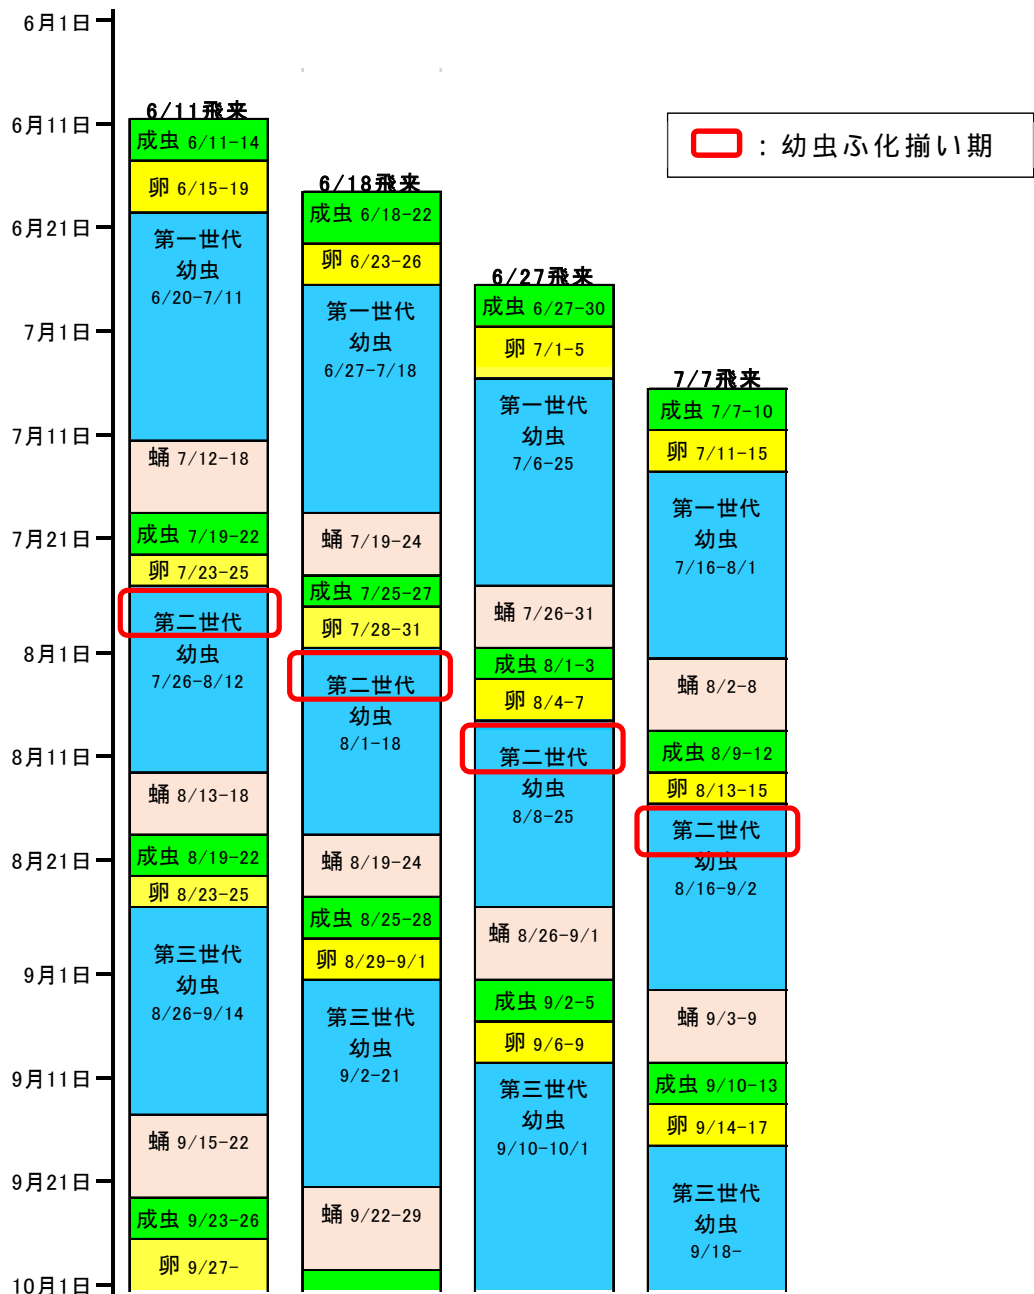 6月1日
6月11日
6月21日
7月1日
7月11日
7月21日
8月1日
8月11日
8月21日
9月1日
9月11日
9月21日
10月1日
6/11飛来
成虫 6/11-14
卵 6/15-19
第一世代
幼虫
6/20-7/11
蛹 7/12-18
成虫 7/19-22
卵 7/23-25
第二世代
幼虫
7/26-8/12
蛹 8/13-18
成虫 8/19-22
卵 8/23-25
第三世代
幼虫
8/26-9/14
蛹 9/15-22
成虫 9/23-26
卵 9/27-
6/18飛来
成虫 6/18-22
卵 6/23-26
第一世代
幼虫
6/27-7/18
蛹 7/19-24
成虫 7/25-27
卵 7/28-31
第二世代
幼虫
8/1-18
蛹 8/19-24
成虫 8/25-28
卵 8/29-9/1
第三世代
幼虫
9/2-21
蛹 9/22-29
6/27飛来
成虫 6/27-30
卵 7/1-5
第一世代
幼虫
7/6-25
蛹 7/26-31
成虫 8/1-3
卵 8/4-7
第二世代
幼虫
8/8-25
蛹 8/26-9/1
成虫 9/2-5
卵 9/6-9
第三世代
幼虫
9/10-10/1
7/7飛来
成虫 7/7-10
卵 7/11-15
第一世代
幼虫
7/16-8/1
蛹 8/2-8
成虫 8/9-12
卵 8/13-15
第二世代
幼虫
8/16-9/2
蛹 9/3-9
成虫 9/10-13
卵 9/14-17
第三世代
幼虫
9/18-
：幼虫ふ化揃い期